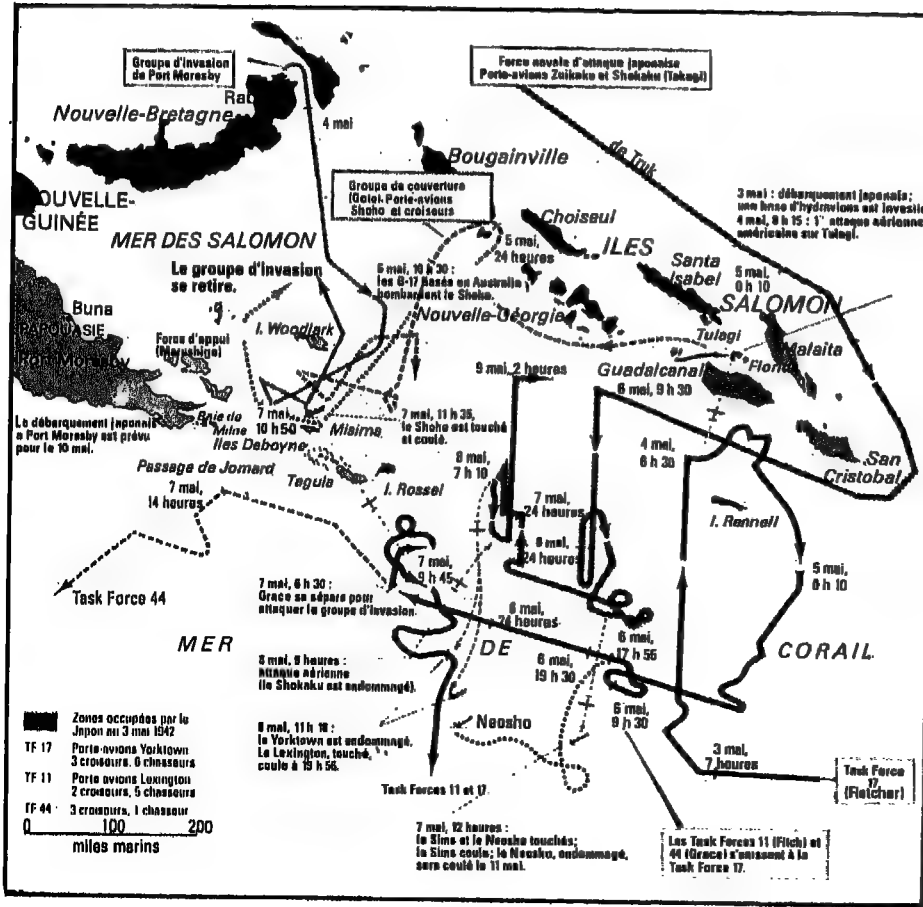 Groupe d'invasion
de Port Moresby
Force navale d'attaque japonaise
Porte-avions Zuikaku et Shokaku (Takagi)
Rab
Nouvelle-Bretagne
4 mai
de Truk
Bougainville
OUVELLE-
GUINÉE
Groupe de couverture
(Goto). Porte-avions
Shoho et croiseurs
3 mai : débarquement japonais;
une base d'hydravions est investie
4 mai, 8 h 15 : 1re attaque aérienne
américaine sur Tulagi.
MER DES SALOMON
Choiseul
5 mai,
24 heures
ILES
Santa
Isabel
5 mai,
0 h 10
SALOMON
Le groupe d'invasion
se retire.
les B-17 basés en Australie
bombardent le Shoho.
Nouvelle-Géorgie
Buna
PAPOUASIE
Port Moresby
Force d'appui
(Marushige)
I. Woodlark
Tulagi
Malaita
Guadalcanal
Florida
9 mai, 2 heures
6 mai, 9 h 30
Le débarquement japonais
a Port Moresby est prévu
pour le 10 mai.
Baie de
Milne
7 mai,
10 h 50
Misima
7 mai, 11 h 35,
le Shoho est touché
et coulé.
Iles Deboyne
8 mai,
7 h 10
4 mai,
6 h 30
San
Cristobal
Passage de Jomard
Tagula
I. Rossel
7 mai,
14 heures
7 mai,
24 heures
I. Rennell
24 heures
7 mai,
9 h 45
5 mai,
0 h 10
Task Force 44
7 mai, 6 h 30 :
Grace se sépare pour
attaquer le groupe d'invasion.
6 mai,
24 heures
6 mai,
17 h 56
MER
DE
CORAIL
8 mai, 9 heures :
attaque aérienne
(le Shokaku est endommagé).
6 mai,
19 h 30
6 mai,
9 h 30
Zones occupées par le
Japon au 3 mai 1942
8 mai, 11 h 18 :
le Yorktown est endommagé.
Le Lexington, touché,
coule à 19 h 56.
Neosho
3 mai,
7 heures
TF 17 Porte-avions Yorktown
3 croiseurs, 6 chasseurs
TF 11 Porte avions Lexington
2 croiseurs, 5 chasseurs
TF 44 3 croiseurs, 1 chasseur
Task Forces 11 et 17
Task Force
17
(Fletcher)
0 100 200
miles marins
7 mai, 12 heures :
le Sims et le Neosho touchés;
le Sims coule; le Neosho, endommagé,
sera coulé le 11 mai.
Les Task Forces 11 (Fitch) et
44 (Grace) s'unissent à la
Task Force 17.